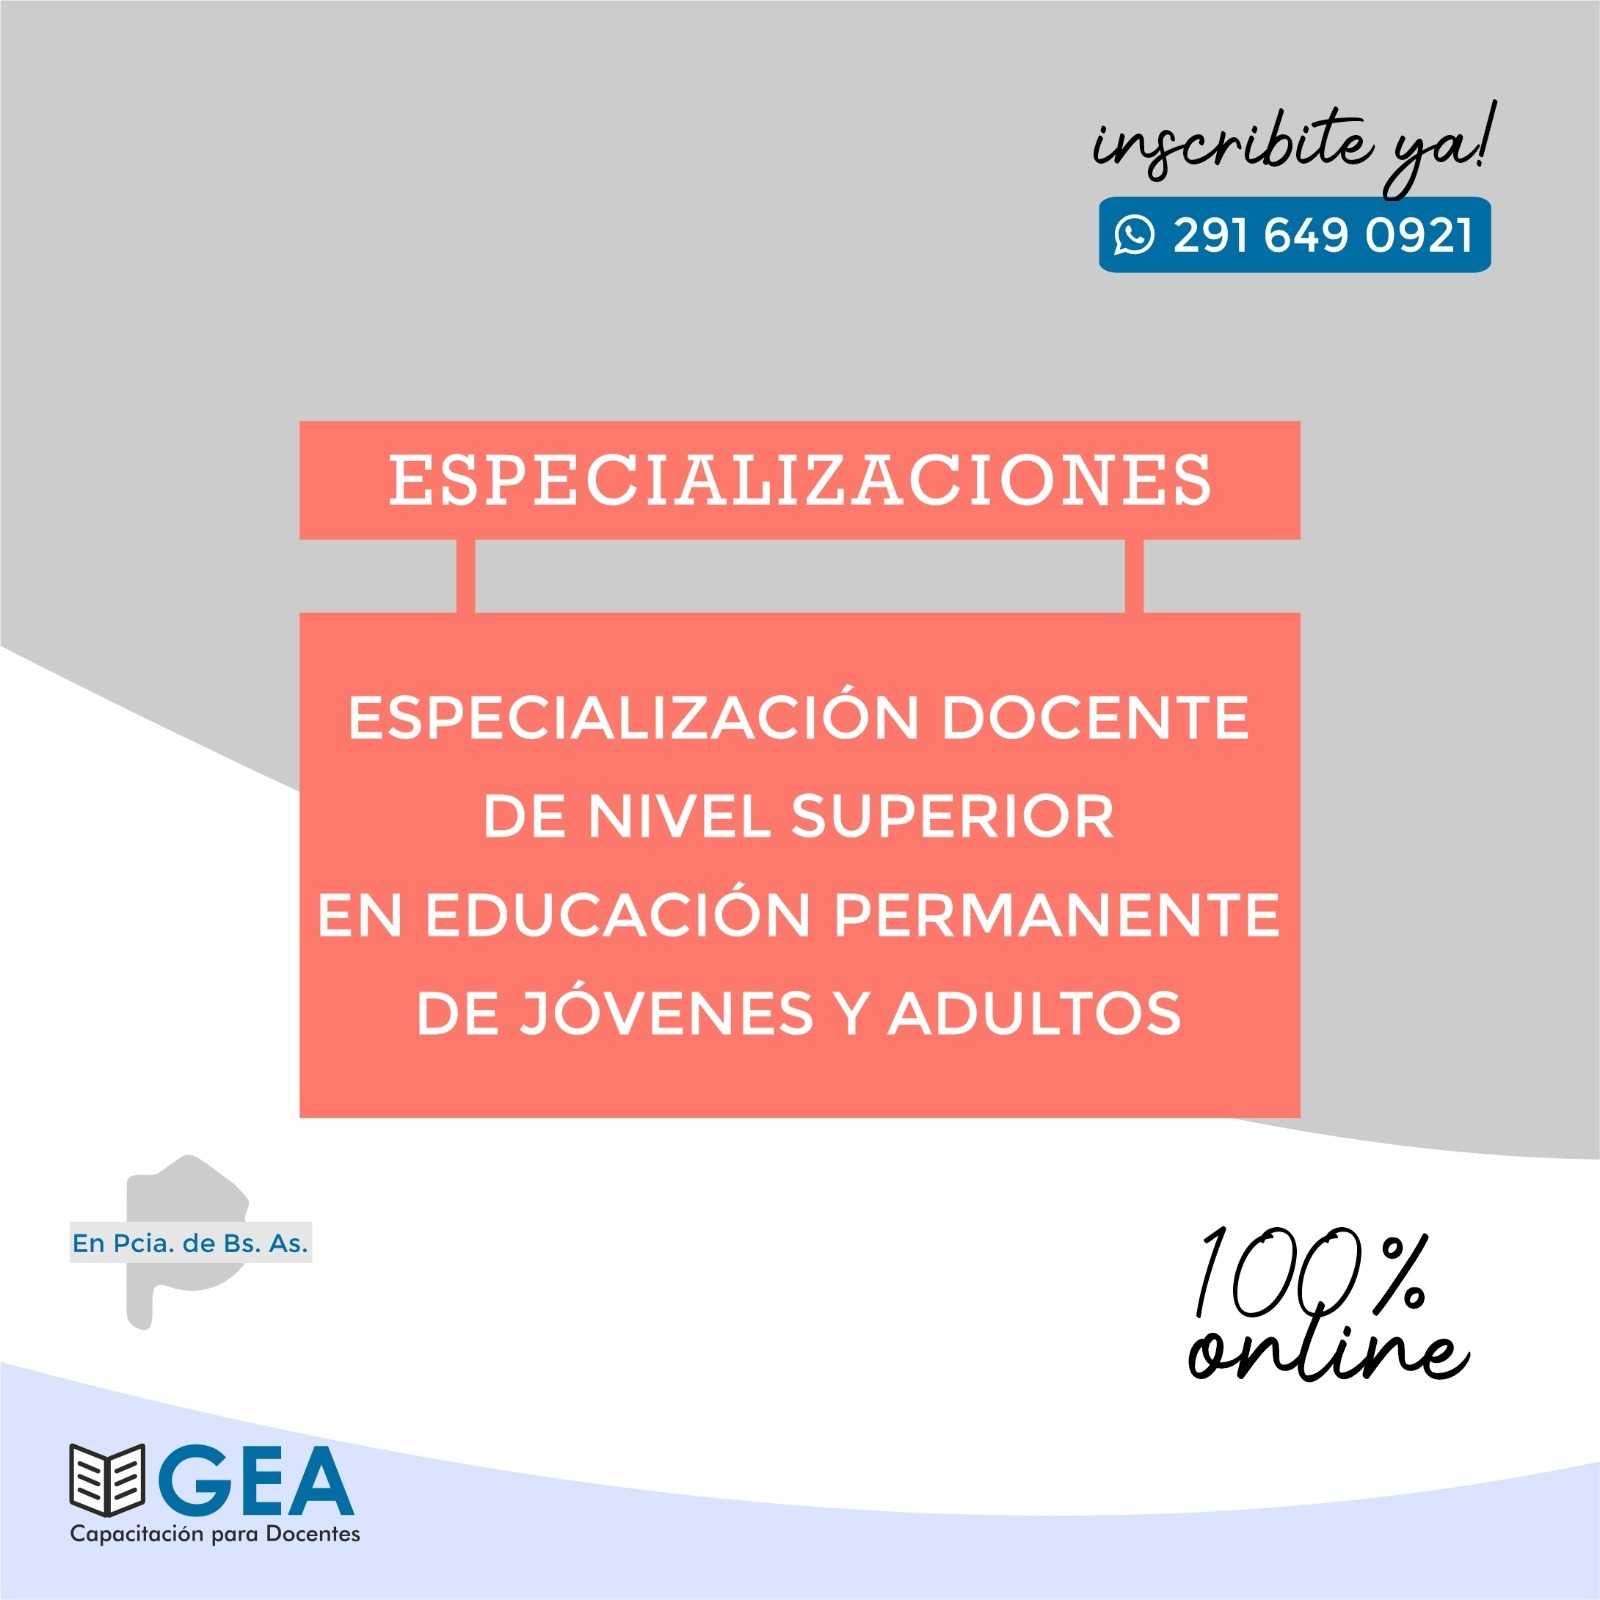 inscribite ya!
291 649 0921
ESPECIALIZACIONES
ESPECIALIZACIÓN DOCENTE
DE NIVEL SUPERIOR
EN EDUCACIÓN PERMANENTE
DE JÓVENES Y ADULTOS
En Pcia. de Bs. As.
100%
online
GEA
Capacitación para Docentes